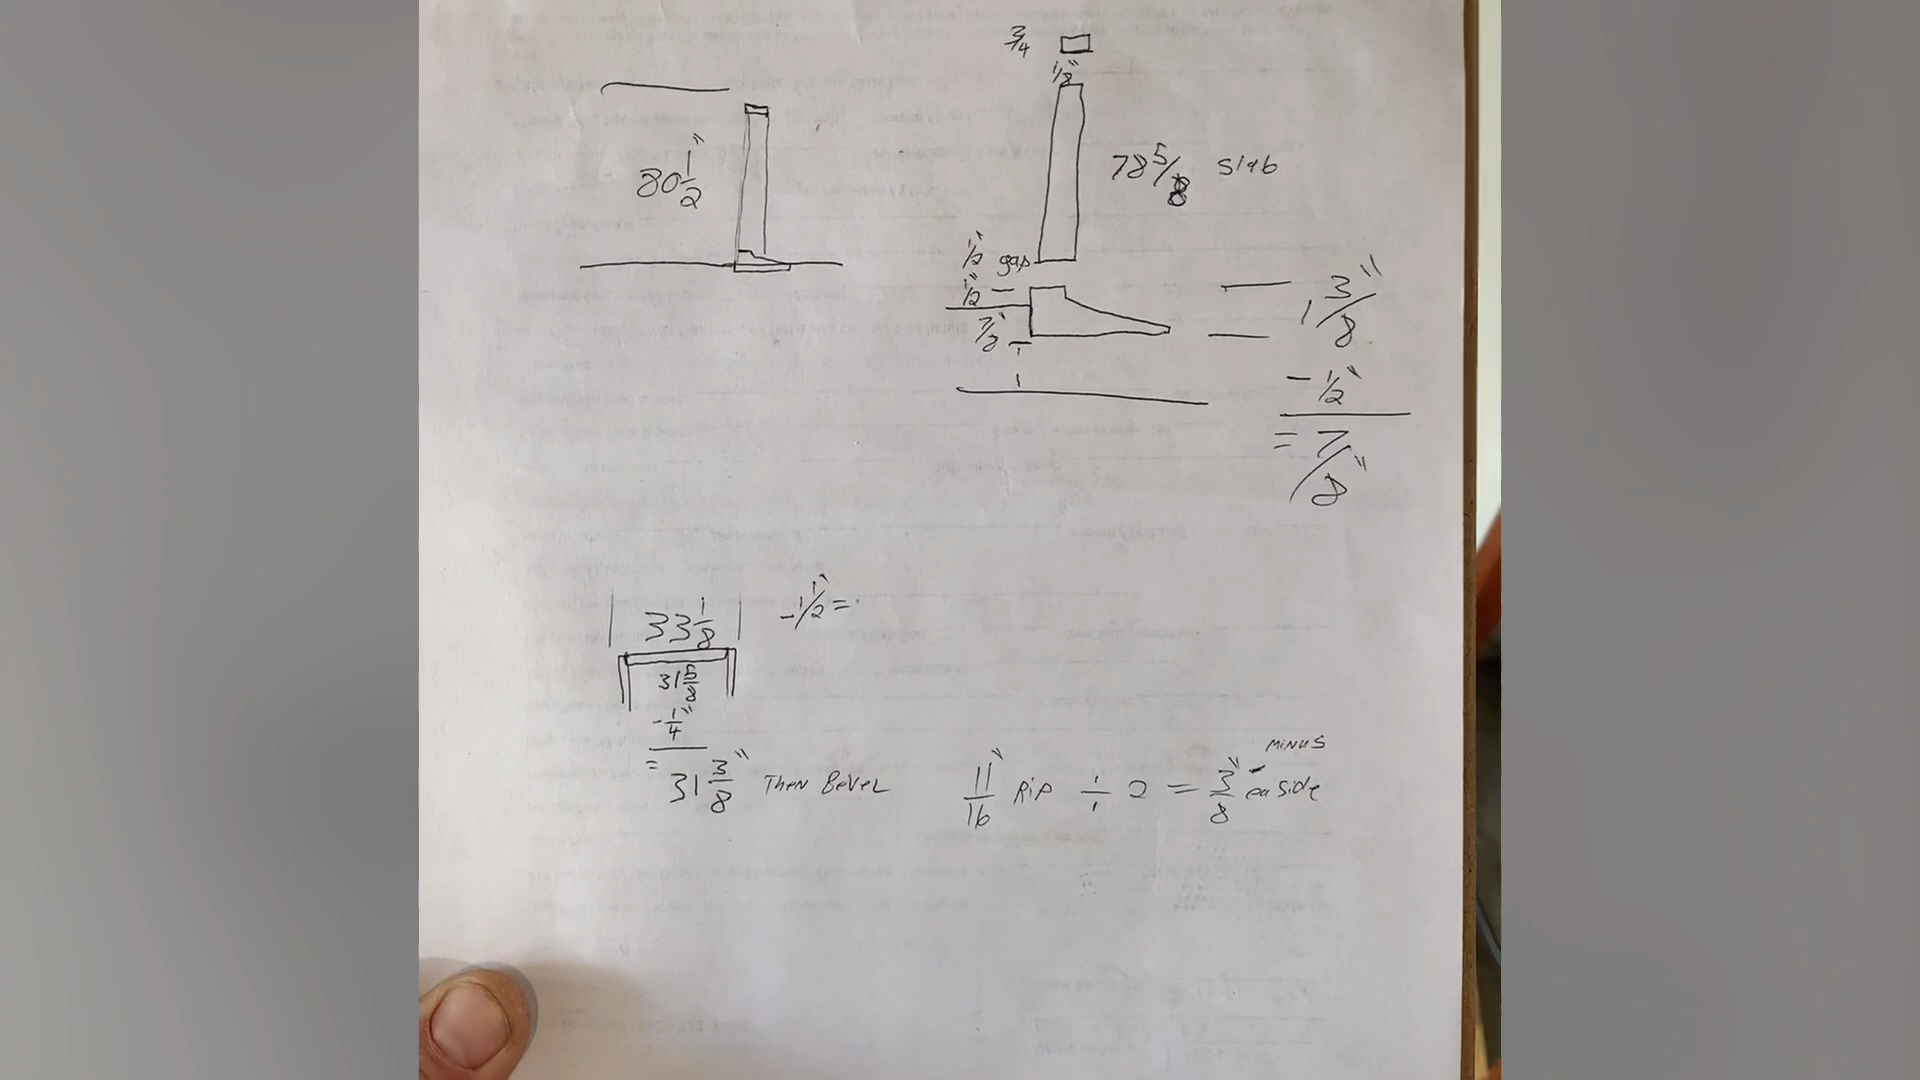 3/4
1/8"
80 1/2"
78 5/8 slab
1/2" gap
1/2"
7/8"
1 3/8"
- 1/2"
= 7/8"
33 1/8 - 1/2" =
31 5/8
- 1/4"
= 31 3/8" Then Bevel
MINUS
11/16" Rip ÷ 2 = 3/8" ea side